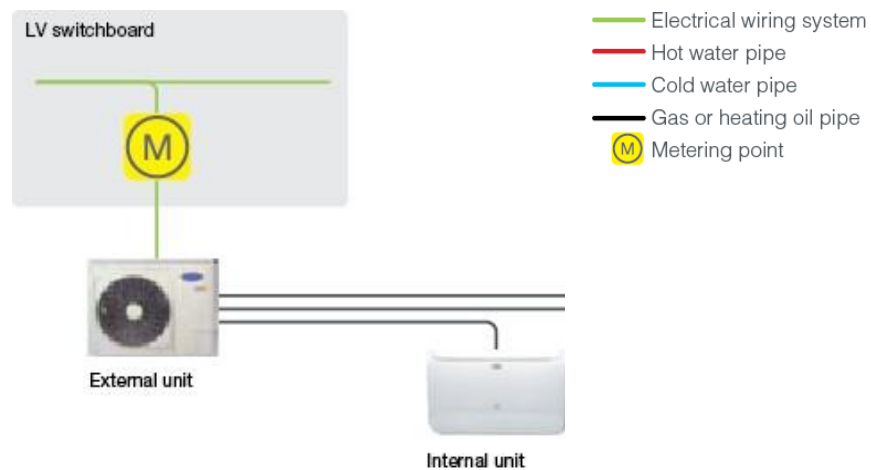 LV switchboard
M
External unit
Internal unit
Electrical wiring system
Hot water pipe
Cold water pipe
Gas or heating oil pipe
M
Metering point